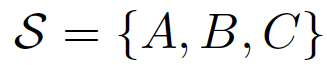 𝒮 = {A, B, C}